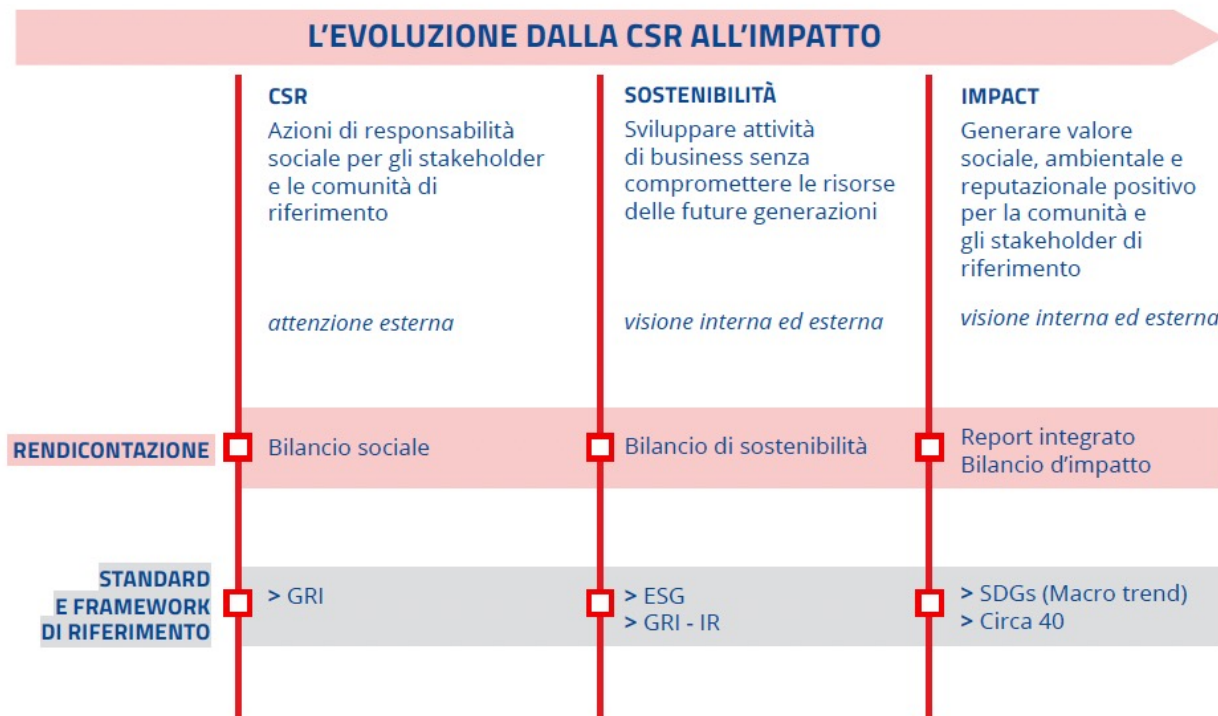 L'EVOLUZIONE DALLA CSR ALL'IMPATTO
CSR
Azioni di responsabilità
sociale per gli stakeholder
e le comunità di
riferimento
attenzione esterna
SOSTENIBILITÀ
Sviluppare attività
di business senza
compromettere le risorse
delle future generazioni
visione interna ed esterna
IMPACT
Generare valore
sociale, ambientale e
reputazionale positivo
per la comunità e
gli stakeholder di
riferimento
visione interna ed esterna
RENDICONTAZIONE
Bilancio sociale
Bilancio di sostenibilità
Report integrato
Bilancio d'impatto
STANDARD
E FRAMEWORK
DI RIFERIMENTO
> GRI
> ESG
> GRI - IR
> SDGs (Macro trend)
> Circa 40